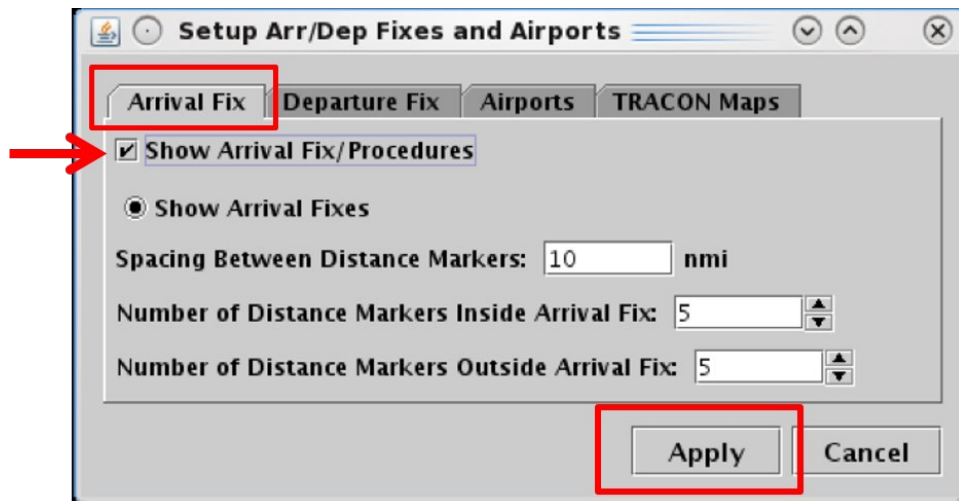 Setup Arr/Dep Fixes and Airports
Arrival Fix Departure Fix Airports TRACON Maps
Show Arrival Fix/Procedures
Show Arrival Fixes
Spacing Between Distance Markers: 10 nmi
Number of Distance Markers Inside Arrival Fix: 5
Number of Distance Markers Outside Arrival Fix: 5
Apply Cancel